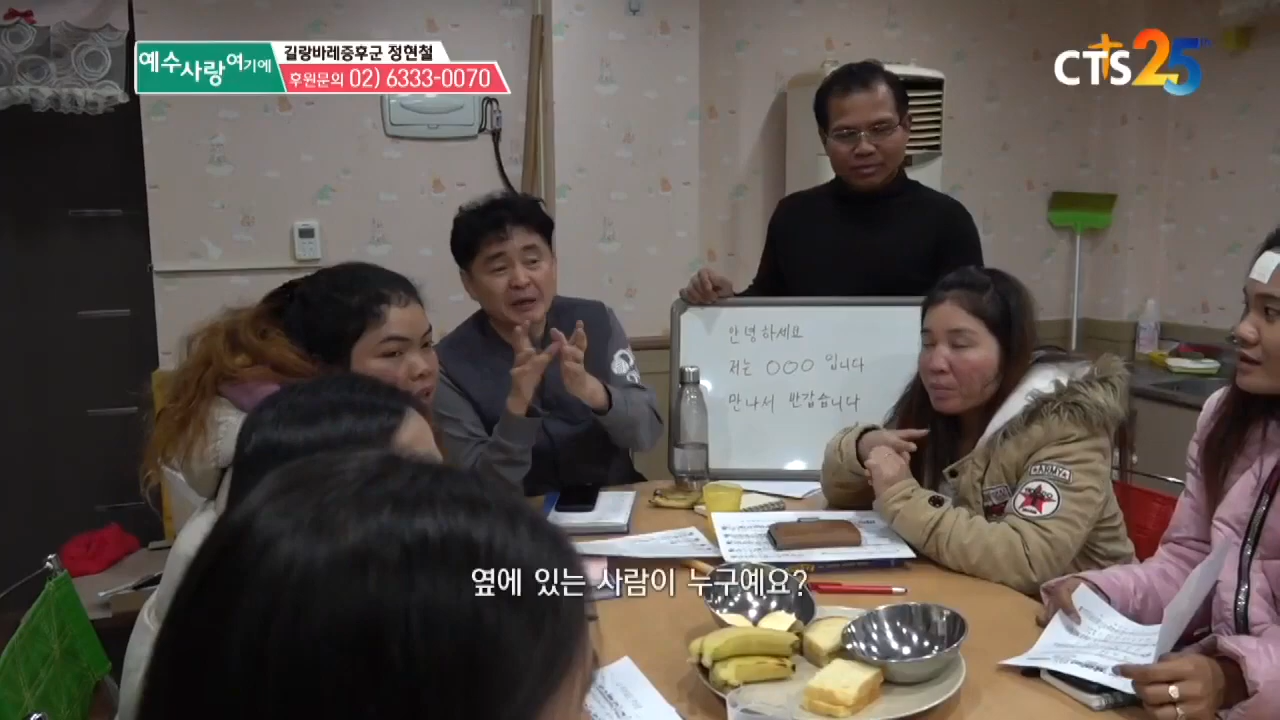 예수사랑여기에
길랑바레증후군 정현철
후원문의 02) 6333-0070
CTS25
안녕하세요
저는 ○○○ 입니다
만나서 반갑습니다
ARMY
옆에 있는 사람이 누구예요?